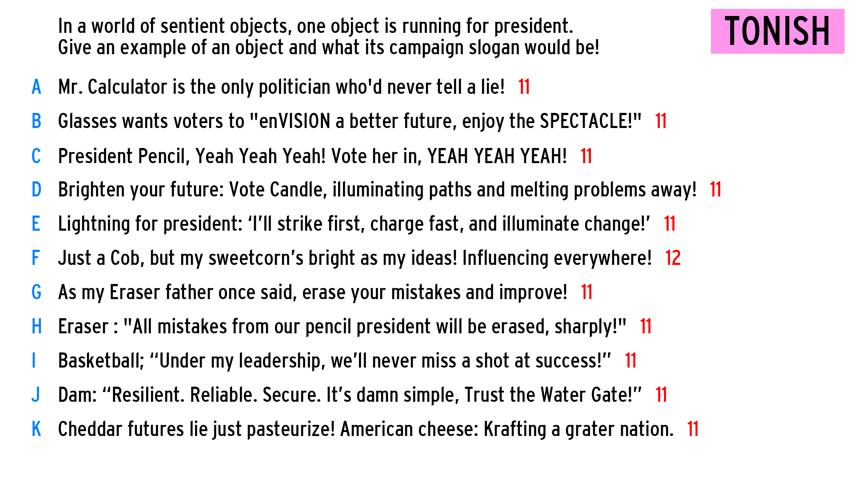 In a world of sentient objects, one object is running for president.
Give an example of an object and what its campaign slogan would be!
TONISH
A Mr. Calculator is the only politician who'd never tell a lie! 11
B Glasses wants voters to "enVISION a better future, enjoy the SPECTACLE!" 11
C President Pencil, Yeah Yeah Yeah! Vote her in, YEAH YEAH YEAH! 11
D Brighten your future: Vote Candle, illuminating paths and melting problems away! 11
E Lightning for president: ‘I’ll strike first, charge fast, and illuminate change!’ 11
F Just a Cob, but my sweetcorn’s bright as my ideas! Influencing everywhere! 12
G As my Eraser father once said, erase your mistakes and improve! 11
H Eraser : "All mistakes from our pencil president will be erased, sharply!" 11
I Basketball; “Under my leadership, we’ll never miss a shot at success!” 11
J Dam: “Resilient. Reliable. Secure. It’s damn simple, Trust the Water Gate!” 11
K Cheddar futures lie just pasteurize! American cheese: Krafting a grater nation. 11